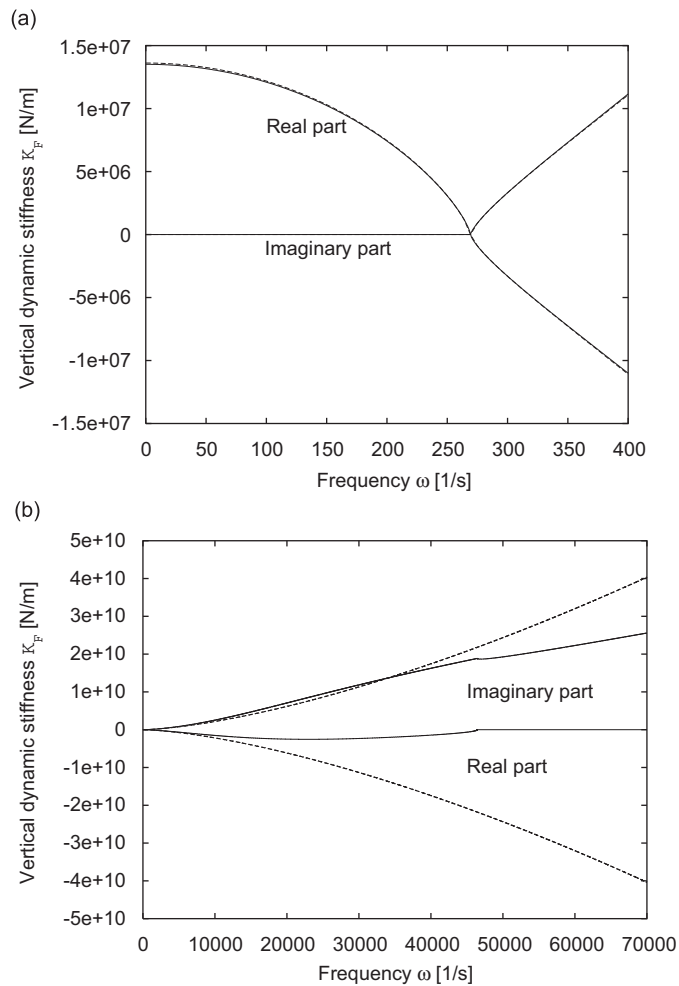 (a)
1.5e+07
1e+07
5e+06
0
-5e+06
-1e+07
-1.5e+07
Vertical dynamic stiffness K_F [N/m]
Real part
Imaginary part
0 50 100 150 200 250 300 350 400
Frequency ω [1/s]
(b)
5e+10
4e+10
3e+10
2e+10
1e+10
0
-1e+10
-2e+10
-3e+10
-4e+10
-5e+10
Vertical dynamic stiffness K_F [N/m]
Imaginary part
Real part
0 10000 20000 30000 40000 50000 60000 70000
Frequency ω [1/s]